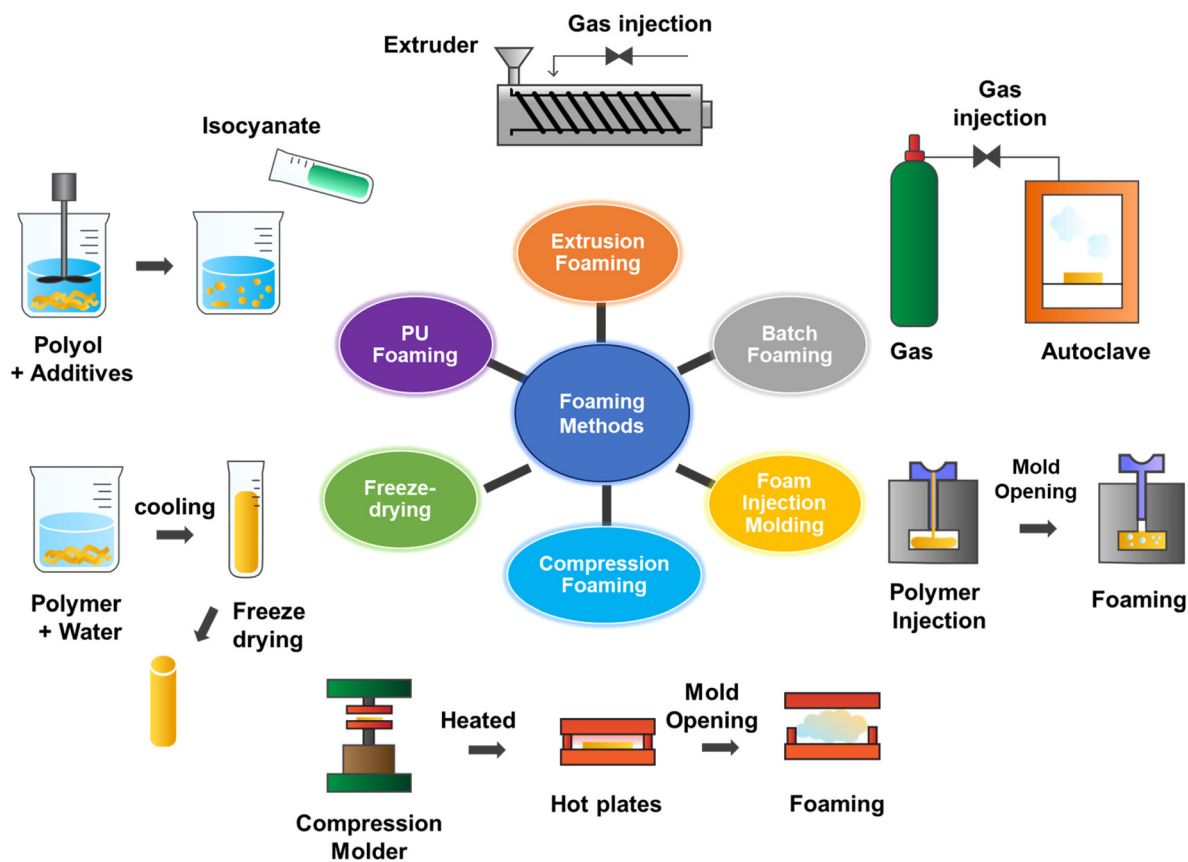 Gas injection
Extruder
Gas
injection
Isocyanate
Polyol
+ Additives
Gas
Autoclave
Extrusion
Foaming
PU
Foaming
Batch
Foaming
Foaming
Methods
Freeze-
drying
Foam
Injection
Molding
Compression
Foaming
cooling
Polymer
+ Water
Freeze
drying
Mold
Opening
Polymer
Injection
Foaming
Heated
Mold
Opening
Compression
Molder
Hot plates
Foaming